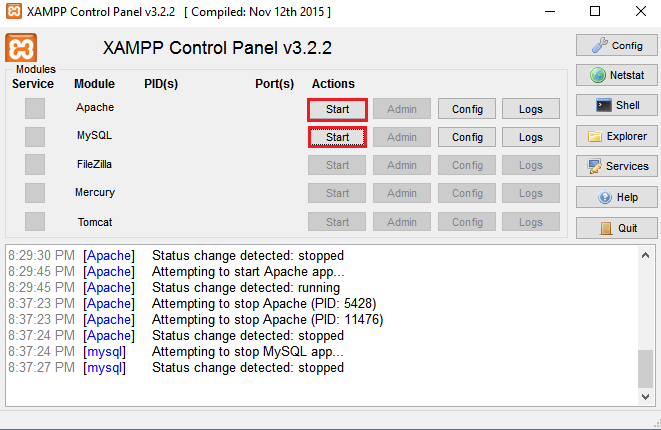 XAMPP Control Panel v3.2.2 [ Compiled: Nov 12th 2015 ]
XAMPP Control Panel v3.2.2
Config
Modules
Service Module PID(s) Port(s) Actions
Netstat
Apache Start Admin Config Logs
Shell
MySQL Start Admin Config Logs
Explorer
FileZilla Start Admin Config Logs
Services
Mercury Start Admin Config Logs
Help
Tomcat Start Admin Config Logs
Quit
8:29:30 PM [Apache] Status change detected: stopped
8:29:45 PM [Apache] Attempting to start Apache app...
8:29:45 PM [Apache] Status change detected: running
8:37:23 PM [Apache] Attempting to stop Apache (PID: 5428)
8:37:23 PM [Apache] Attempting to stop Apache (PID: 11476)
8:37:24 PM [Apache] Status change detected: stopped
8:37:24 PM [mysql] Attempting to stop MySQL app...
8:37:27 PM [mysql] Status change detected: stopped